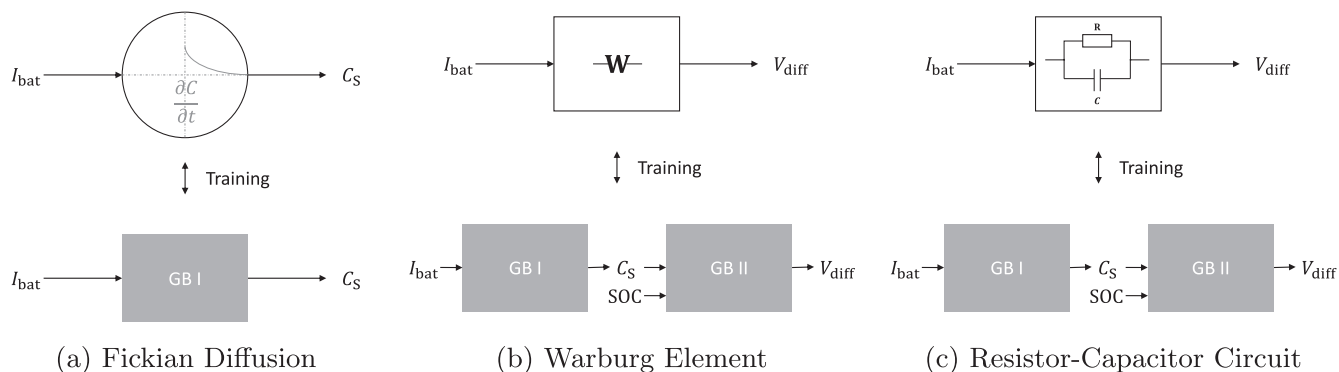 I_bat C_S
∂C
∂t
Training
I_bat GB I C_S
(a) Fickian Diffusion
I_bat W V_diff
Training
I_bat GB I C_S GB II V_diff
SOC
(b) Warburg Element
R
I_bat V_diff
C
Training
I_bat GB I C_S GB II V_diff
SOC
(c) Resistor-Capacitor Circuit